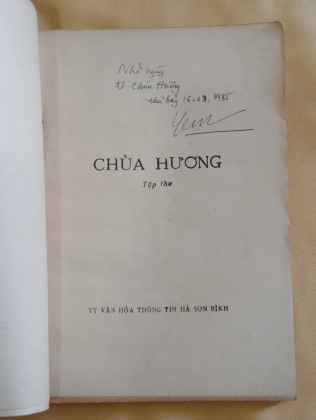 Nhớ ngày
đi Chùa Hương
thứ bảy 16.03.1985
CHÙA HƯƠNG
Tập thơ
TY VĂN HÓA THÔNG TIN HÀ SƠN BÌNH